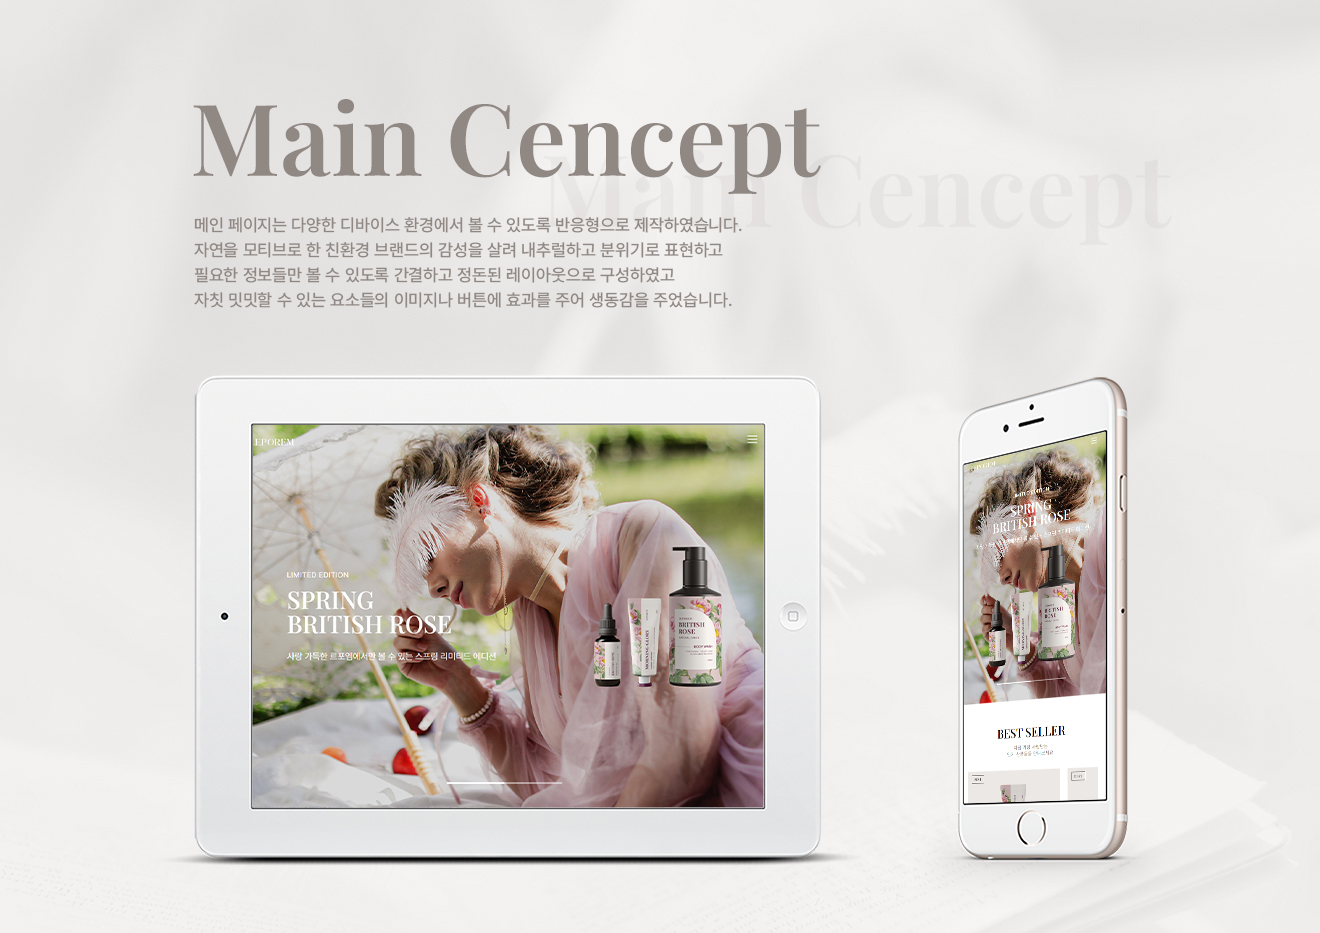 Main Cencept
Main Cencept
메인 페이지는 다양한 디바이스 환경에서 볼 수 있도록 반응형으로 제작하였습니다.
자연을 모티브로 한 친환경 브랜드의 감성을 살려 내추럴하고 분위기로 표현하고
필요한 정보들만 볼 수 있도록 간결하고 정돈된 레이아웃으로 구성하였고
자칫 밋밋할 수 있는 요소들의 이미지나 버튼에 효과를 주어 생동감을 주었습니다.
EPOREM
LIMITED EDITION
SPRING
BRITISH ROSE
사랑 가득한 르포엠에서만 볼 수 있는 스프링 리미티드 에디션
MORNING GLORY
BRITISH
ROSE
BODY WASH
LIMITED EDITION
SPRING
BRITISH ROSE
BRITISH
ROSE
BEST SELLER